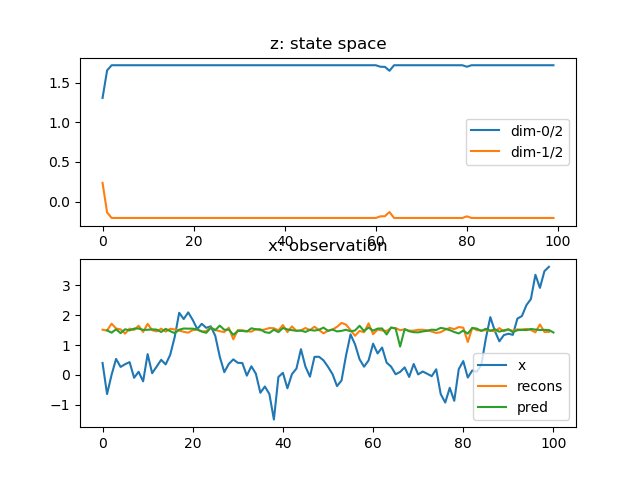 z: state space
1.5
1.0
0.5
0.0
dim-0/2
dim-1/2
0 20 40 60 80 100
x: observation
3
2
1
0
−1
x
recons
pred
0 20 40 60 80 100